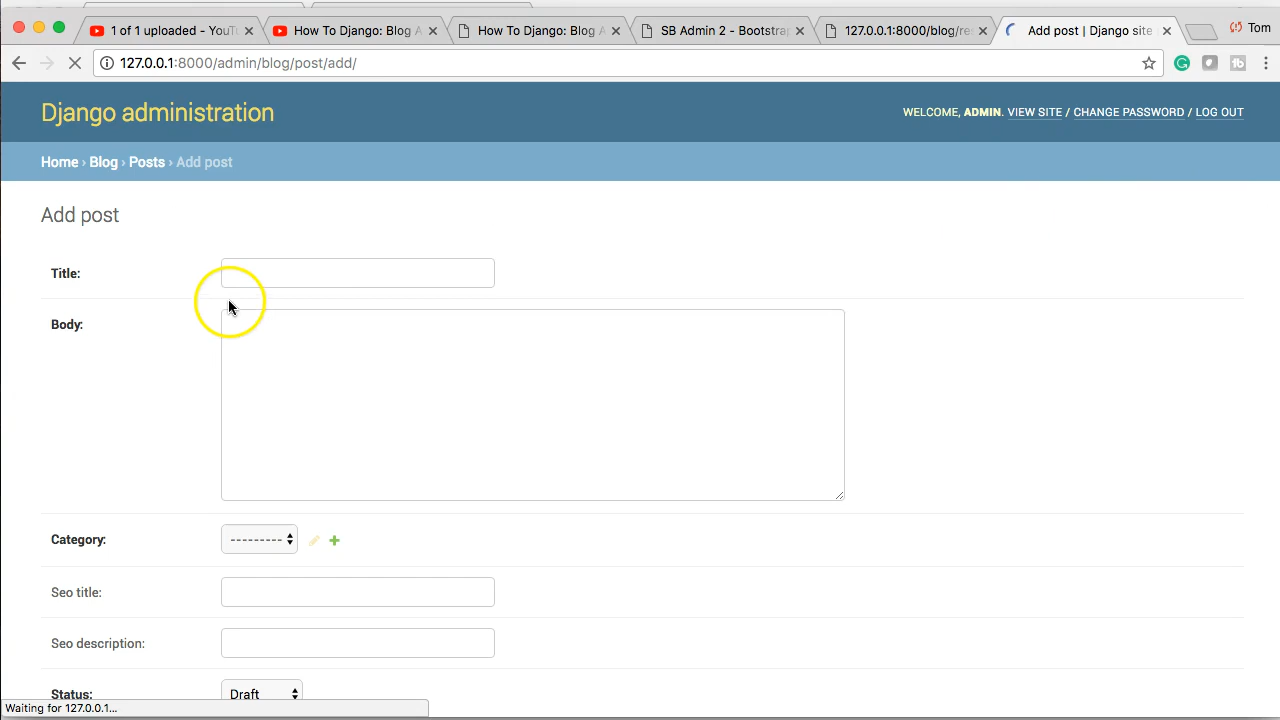 1 of 1 uploaded - YouT
How To Django: Blog A
How To Django: Blog A
SB Admin 2 - Bootstrap
127.0.0.1:8000/blog/re
Add post | Django site
Tom
127.0.0.1:8000/admin/blog/post/add/
Django administration
WELCOME, ADMIN. VIEW SITE / CHANGE PASSWORD / LOG OUT
Home › Blog › Posts › Add post
Add post
Title:
Body:
Category:
---------
Seo title:
Seo description:
Status:
Draft
Waiting for 127.0.0.1...